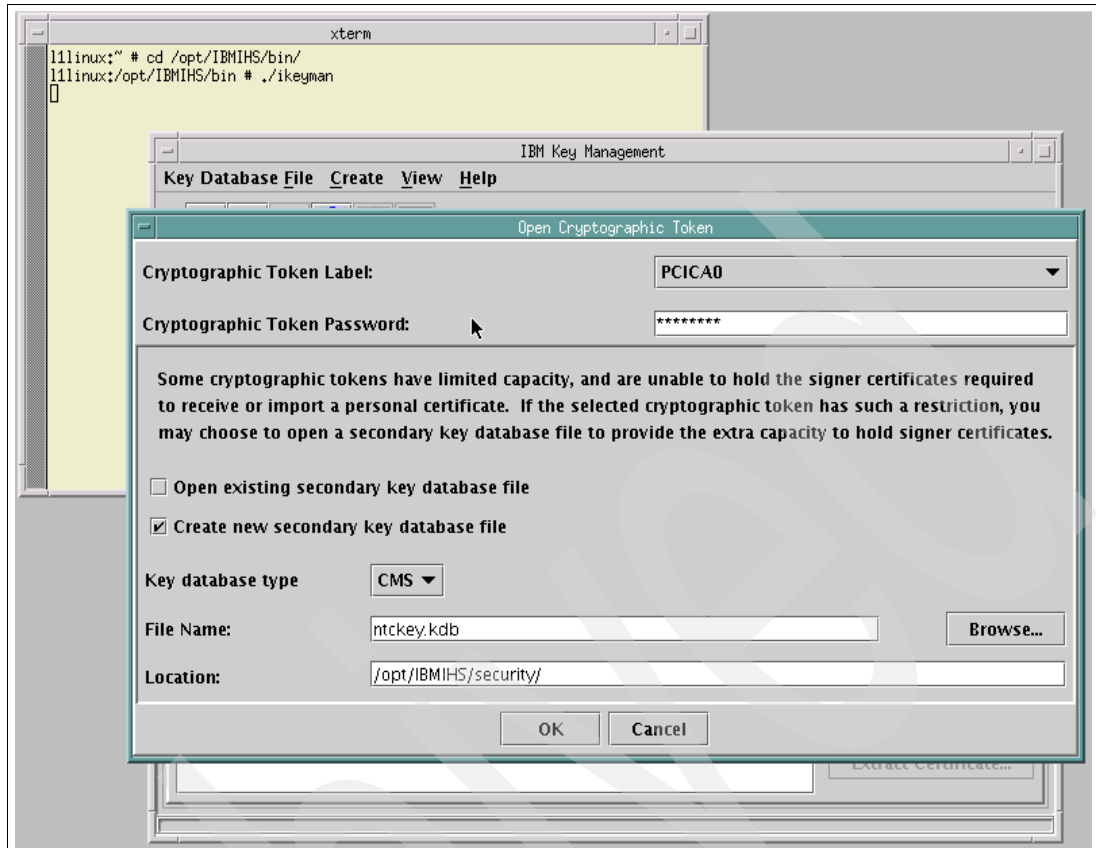 xterm
l1linux:~ # cd /opt/IBMIHS/bin/
l1linux:/opt/IBMIHS/bin # ./ikeyman
IBM Key Management
Key Database File Create View Help
Open Cryptographic Token
Cryptographic Token Label:
PCICA0
Cryptographic Token Password:
********
Some cryptographic tokens have limited capacity, and are unable to hold the signer certificates required
to receive or import a personal certificate. If the selected cryptographic token has such a restriction, you
may choose to open a secondary key database file to provide the extra capacity to hold signer certificates.
Open existing secondary key database file
Create new secondary key database file
Key database type
CMS
File Name:
ntckey.kdb
Browse...
Location:
/opt/IBMIHS/security/
OK
Cancel
Extract Certificate...